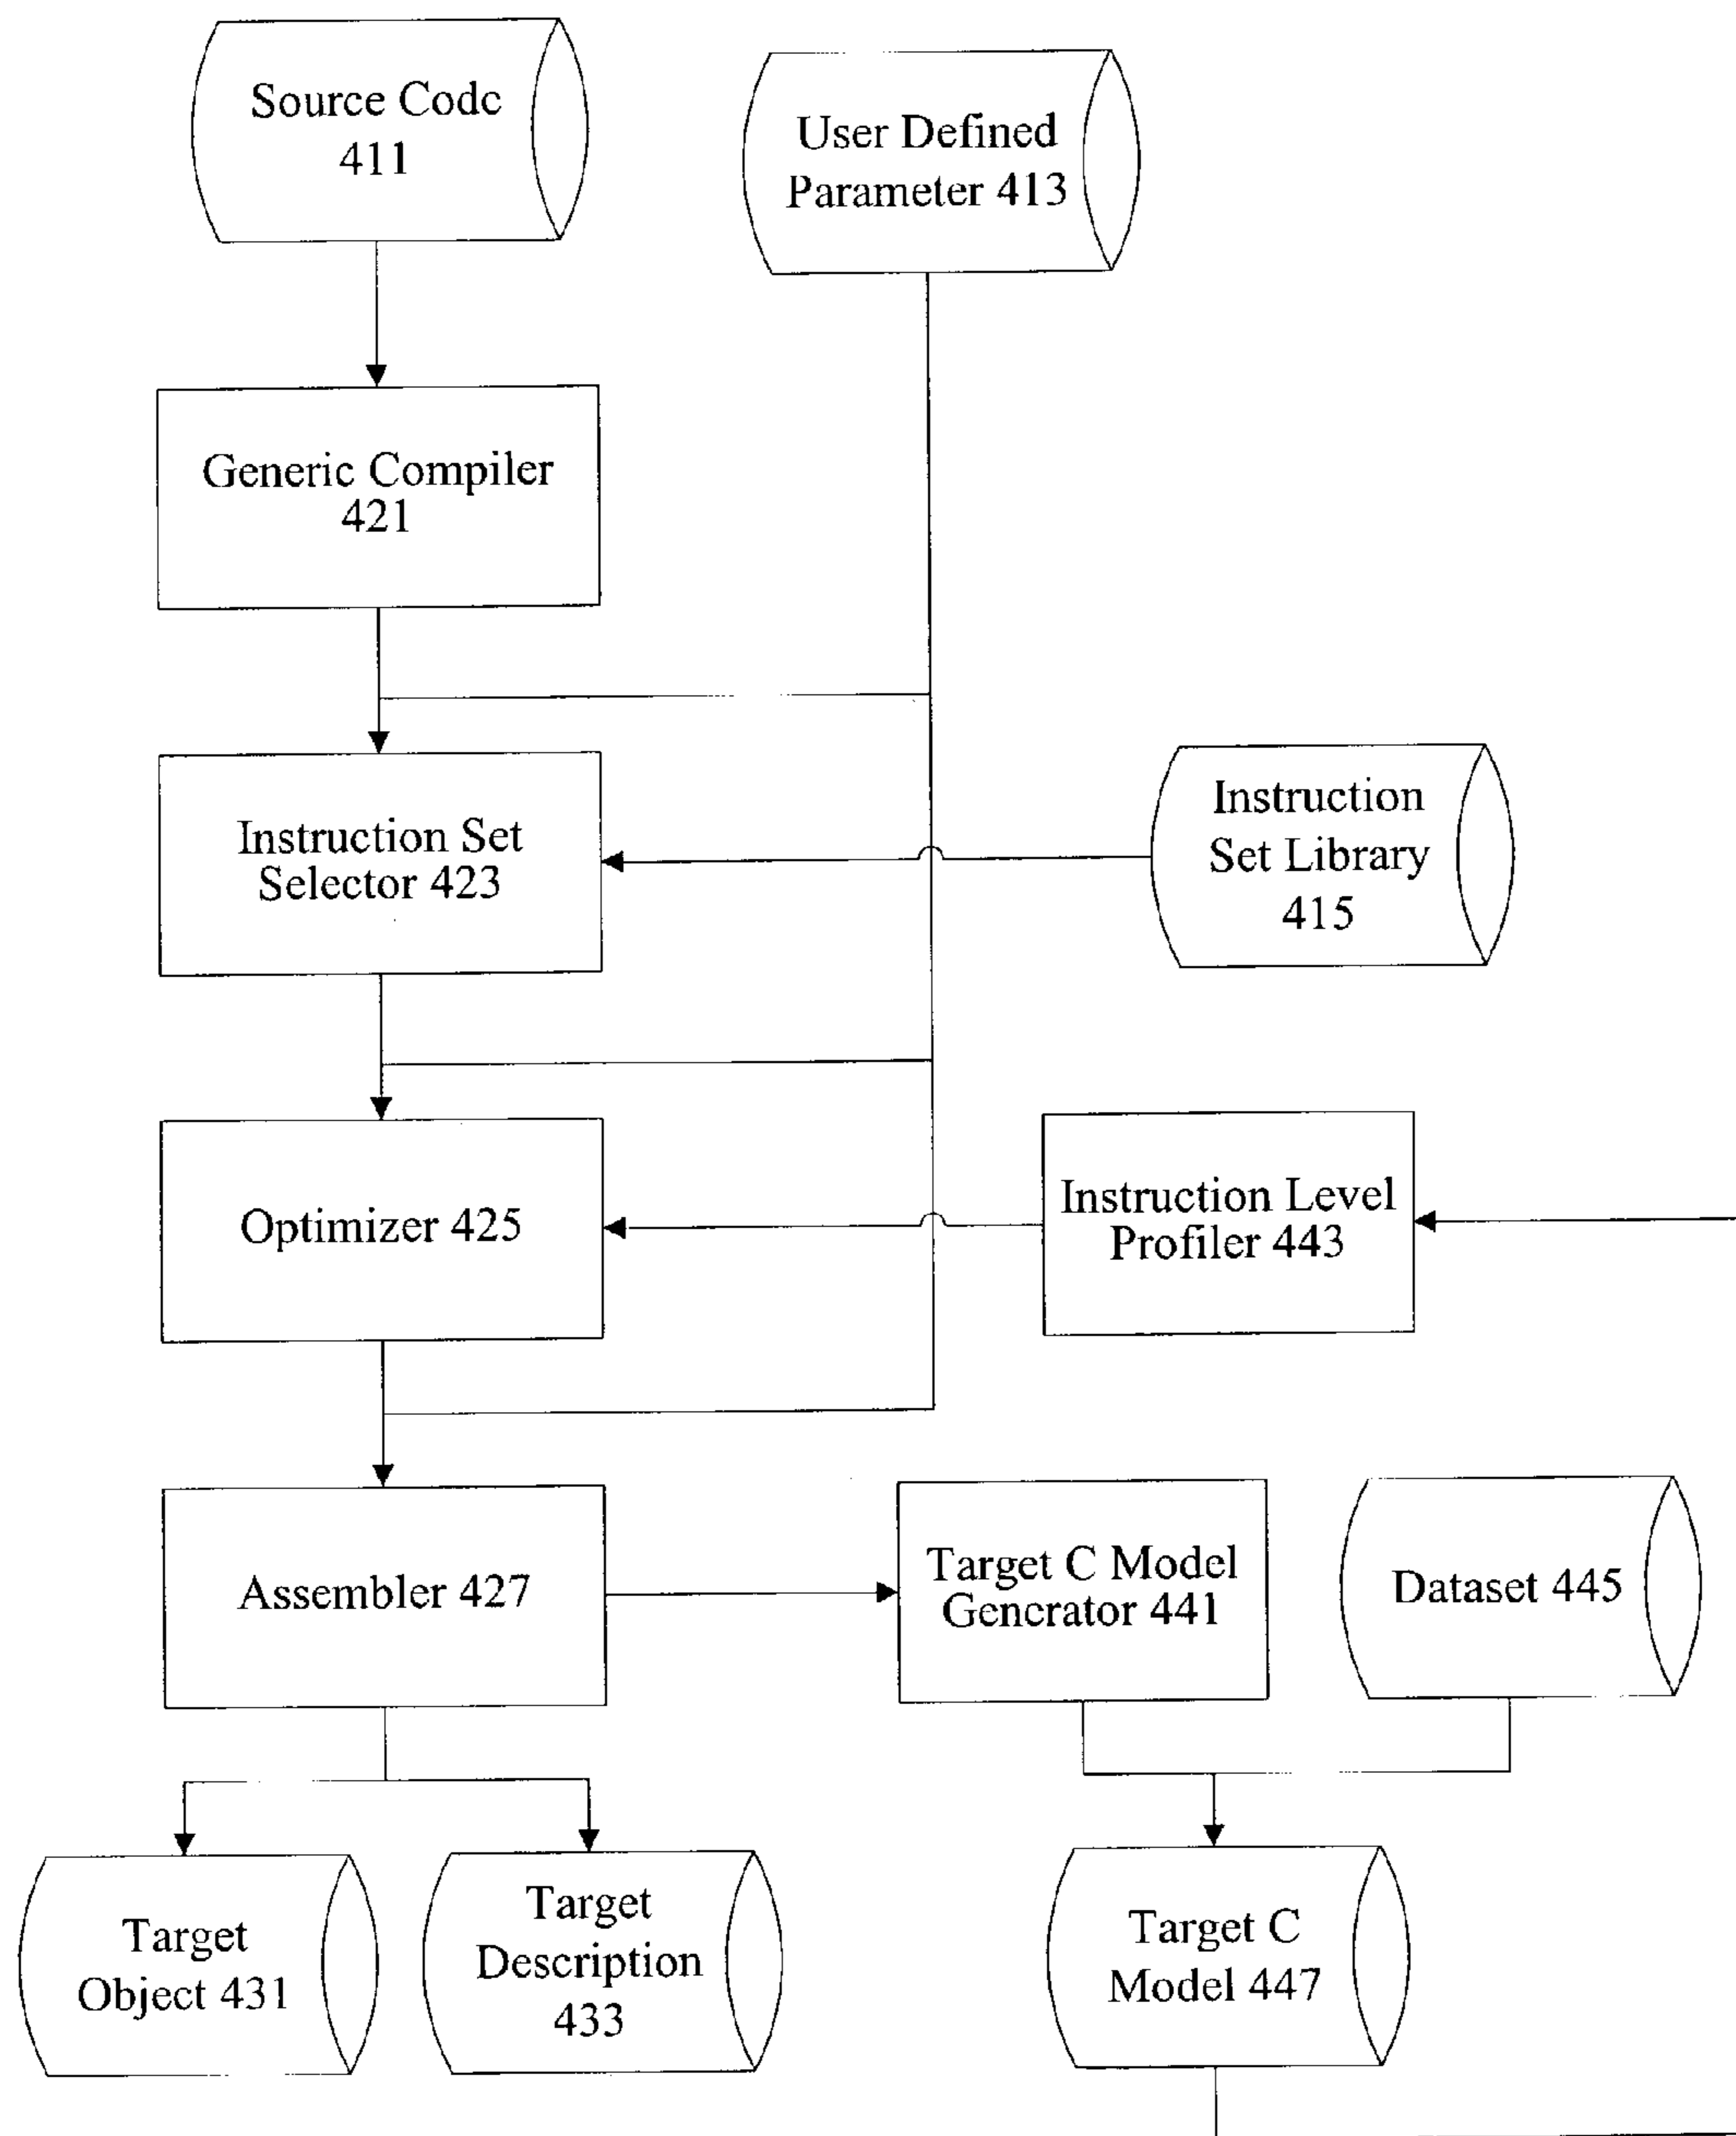 Source Code
411
User Defined
Parameter 413
Generic Compiler
421
Instruction Set
Selector 423
Instruction
Set Library
415
Optimizer 425
Instruction Level
Profiler 443
Assembler 427
Target C Model
Generator 441
Dataset 445
Target
Object 431
Target
Description
433
Target C
Model 447